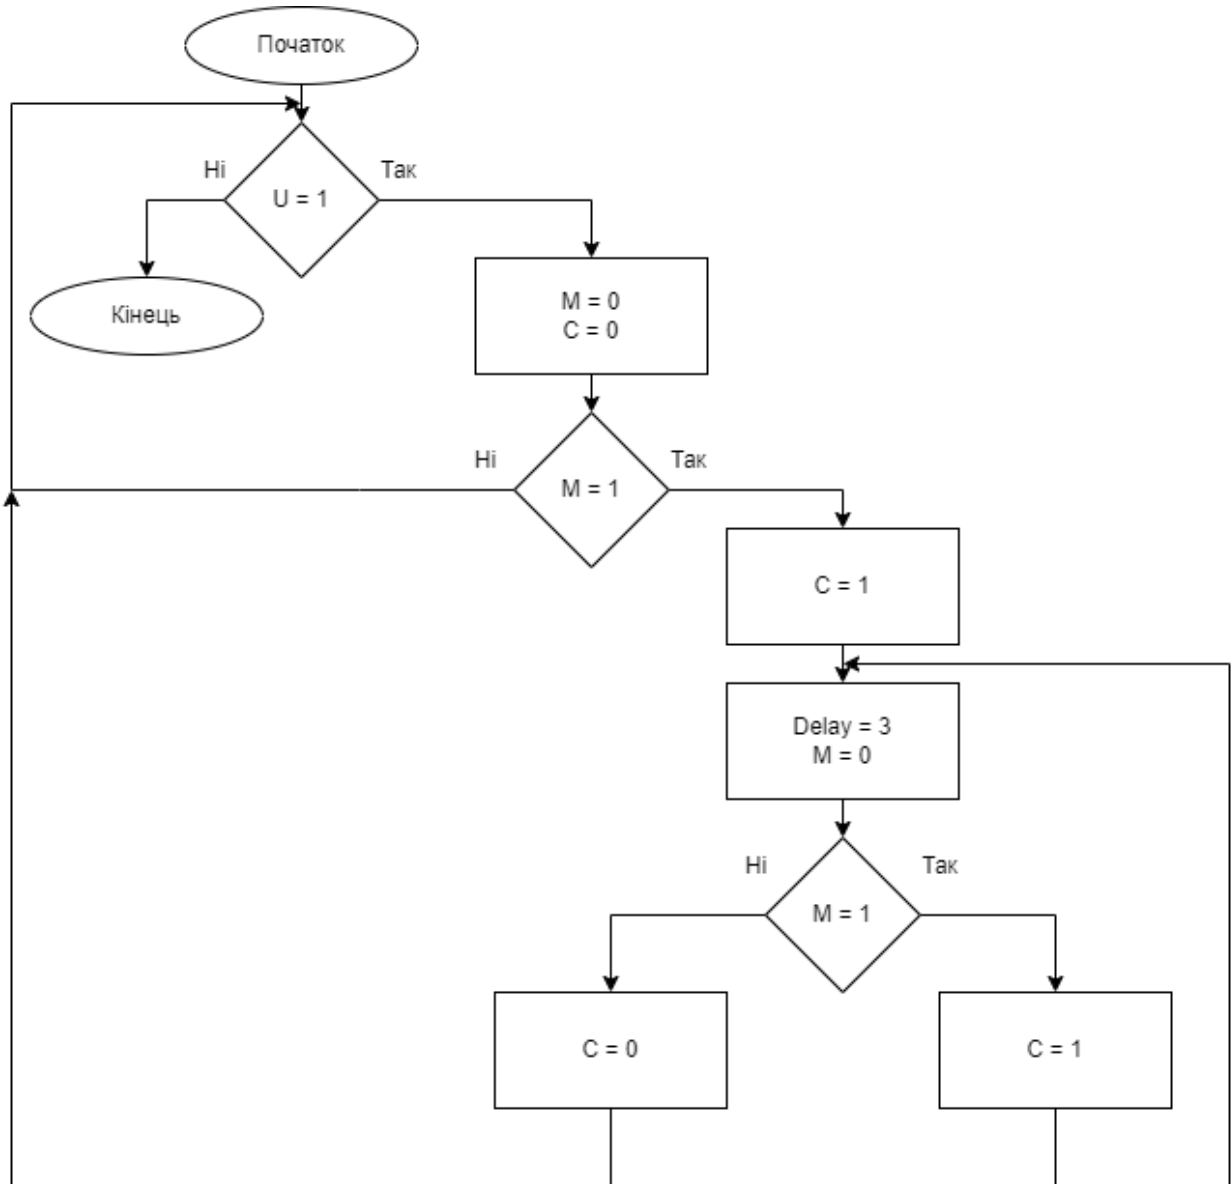 Початок
Ні
Так
U = 1
Кінець
M = 0
C = 0
Ні
Так
M = 1
C = 1
Delay = 3
M = 0
Ні
Так
M = 1
C = 0
C = 1